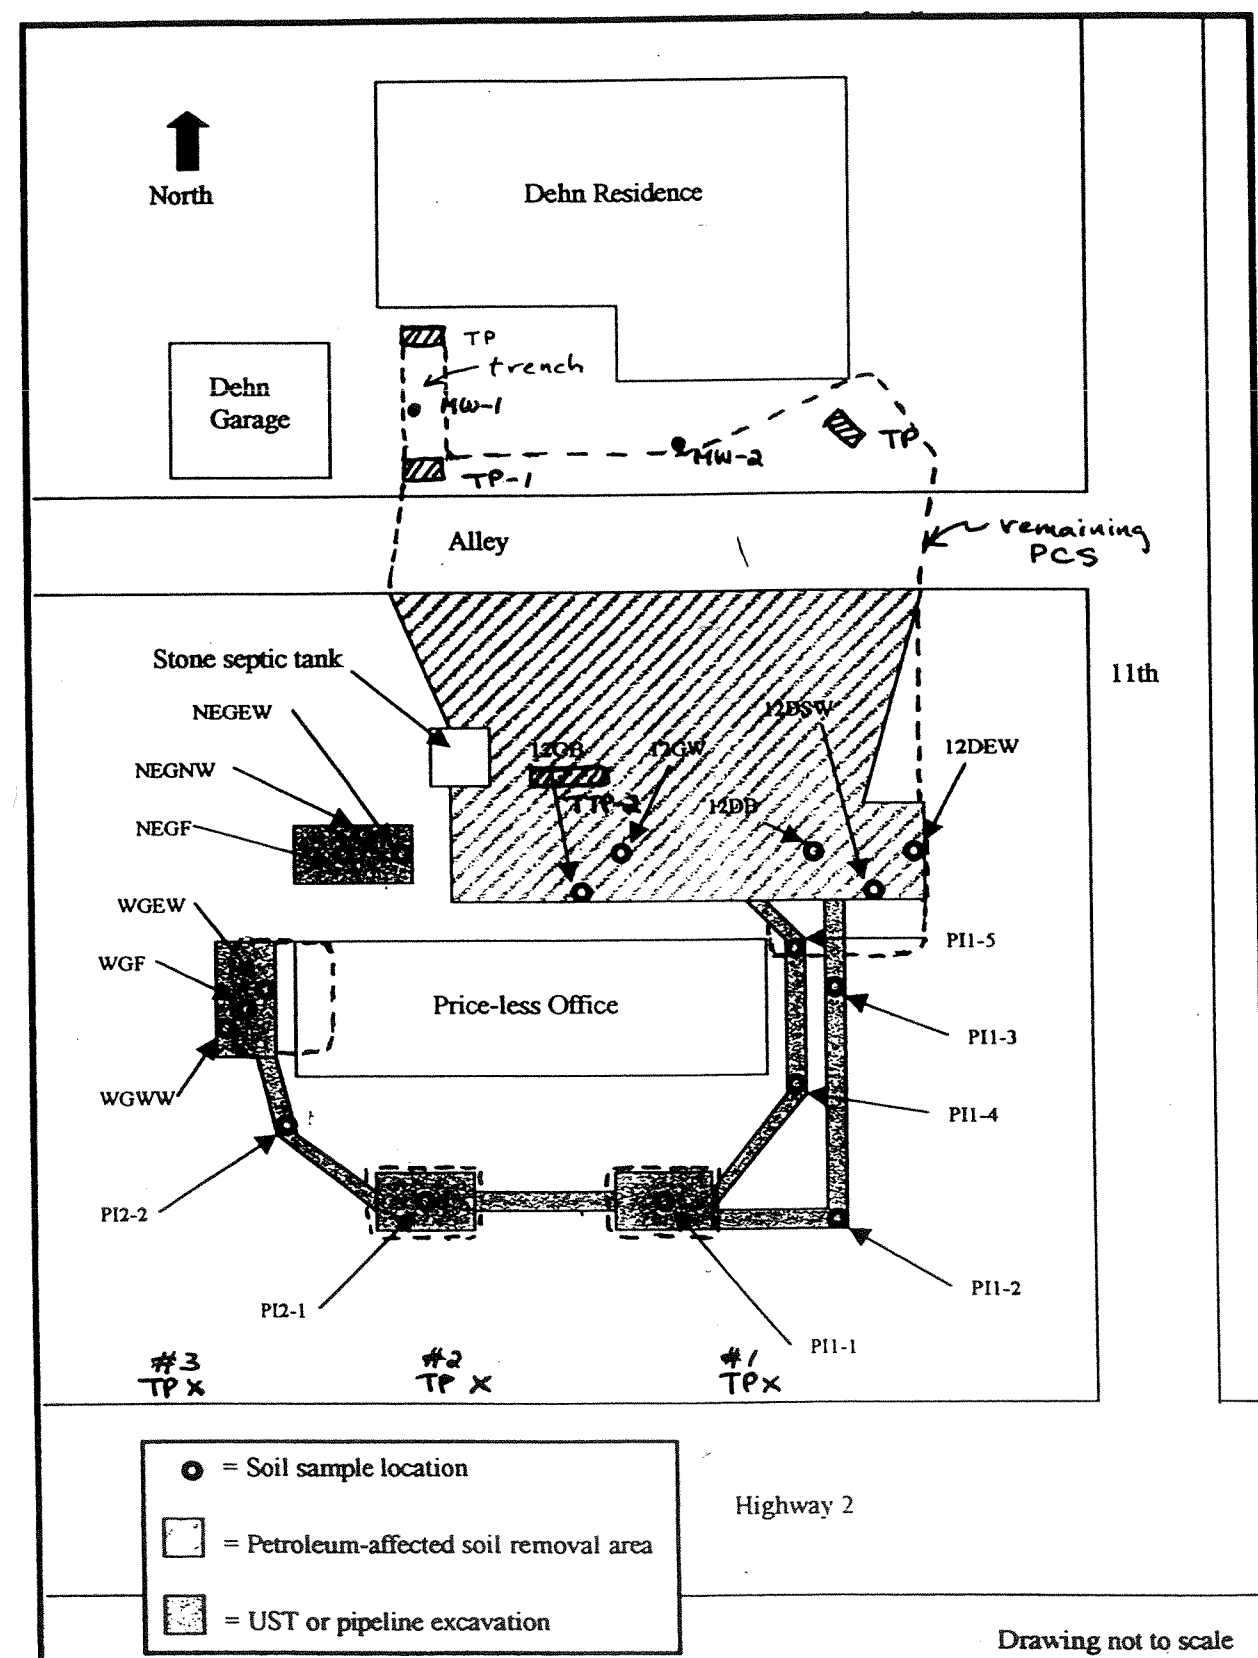 North
Dehn Residence
TP
trench
Dehn
Garage
MW-1
TP
MW-2
TP-1
Alley
remaining
PCS
Stone septic tank
11th
NEGEW
12DSW
12GB
12GW
12DEW
NEGNW
TP-2
12DB
NEGF
WGEW
PI1-5
WGF
Price-less Office
PI1-3
WGWW
PI1-4
PI2-2
PI1-2
PI2-1
PI1-1
#3
TP X
#2
TP X
#1
TP X
= Soil sample location
Highway 2
= Petroleum-affected soil removal area
= UST or pipeline excavation
Drawing not to scale